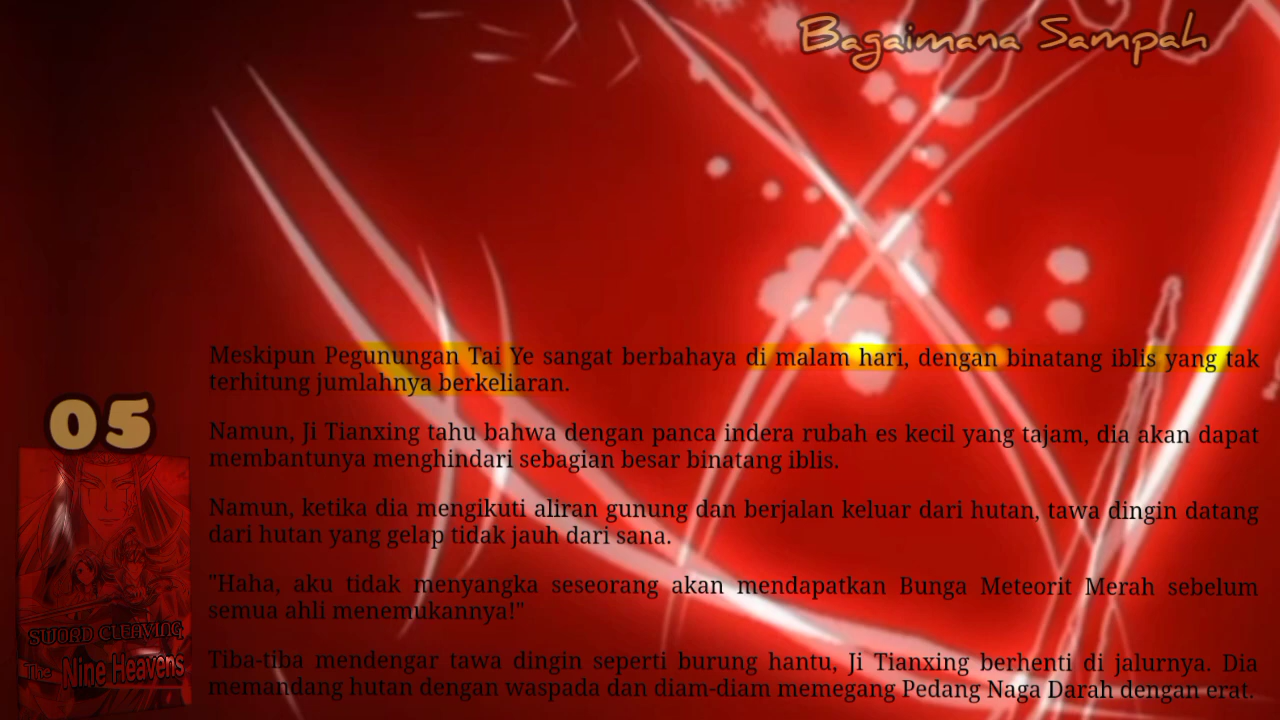 Bagaimana Sampah
Meskipun Pegunungan Tai Ye sangat berbahaya di malam hari, dengan binatang iblis yang tak
terhitung jumlahnya berkeliaran.
Namun, Ji Tianxing tahu bahwa dengan panca indera rubah es kecil yang tajam, dia akan dapat
membantunya menghindari sebagian besar binatang iblis.
Namun, ketika dia mengikuti aliran gunung dan berjalan keluar dari hutan, tawa dingin datang
dari hutan yang gelap tidak jauh dari sana.
"Haha, aku tidak menyangka seseorang akan mendapatkan Bunga Meteorit Merah sebelum
semua ahli menemukannya!"
Tiba-tiba mendengar tawa dingin seperti burung hantu, Ji Tianxing berhenti di jalurnya. Dia
memandang hutan dengan waspada dan diam-diam memegang Pedang Naga Darah dengan erat.
05
SWORD CLEAVING
The Nine Heavens